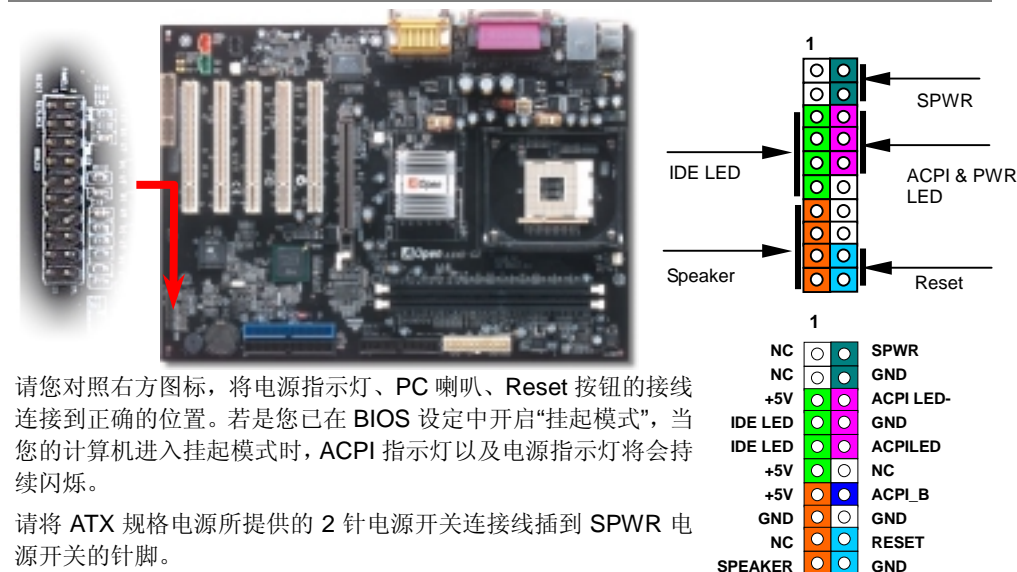 1
SPWR
IDE LED
ACPI & PWR
LED
Speaker
Reset
请您对照右方图标，将电源指示灯、PC 喇叭、Reset 按钮的接线
连接到正确的位置。若是您已在 BIOS 设定中开启“挂起模式”，当
您的计算机进入挂起模式时，ACPI 指示灯以及电源指示灯将会持
续闪烁。
请将 ATX 规格电源所提供的 2 针电源开关连接线插到 SPWR 电
源开关的针脚。
1
NC SPWR
NC GND
+5V ACPI LED-
IDE LED GND
IDE LED ACPILED
+5V NC
+5V ACPI_B
GND GND
NC RESET
SPEAKER GND